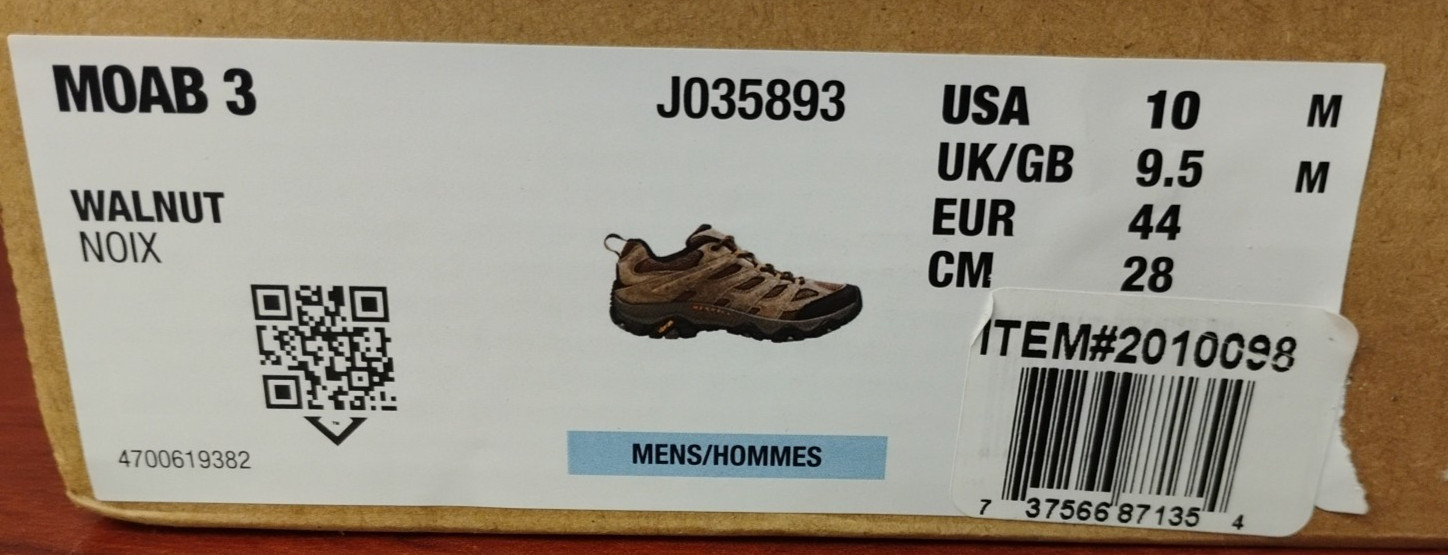 MOAB 3
J035893
USA 10 M
UK/GB 9.5 M
EUR 44
CM 28
WALNUT
NOIX
4700619382
MENS/HOMMES
ITEM#2010098
7 37566 87135 4